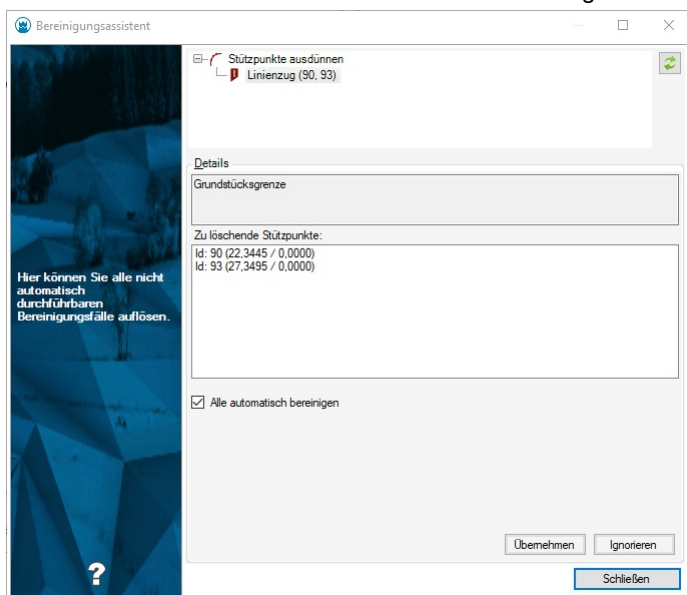 Bereinigungsassistent
Stützpunkte ausdünnen
Linienzug (90, 93)
Details
Grundstücksgrenze
Zu löschende Stützpunkte:
Id: 90 (22,3445 / 0,0000)
Id: 93 (27,3495 / 0,0000)
Hier können Sie alle nicht
automatisch
durchführbaren
Bereinigungsfälle auflösen.
Alle automatisch bereinigen
Übernehmen
Ignorieren
?
Schließen